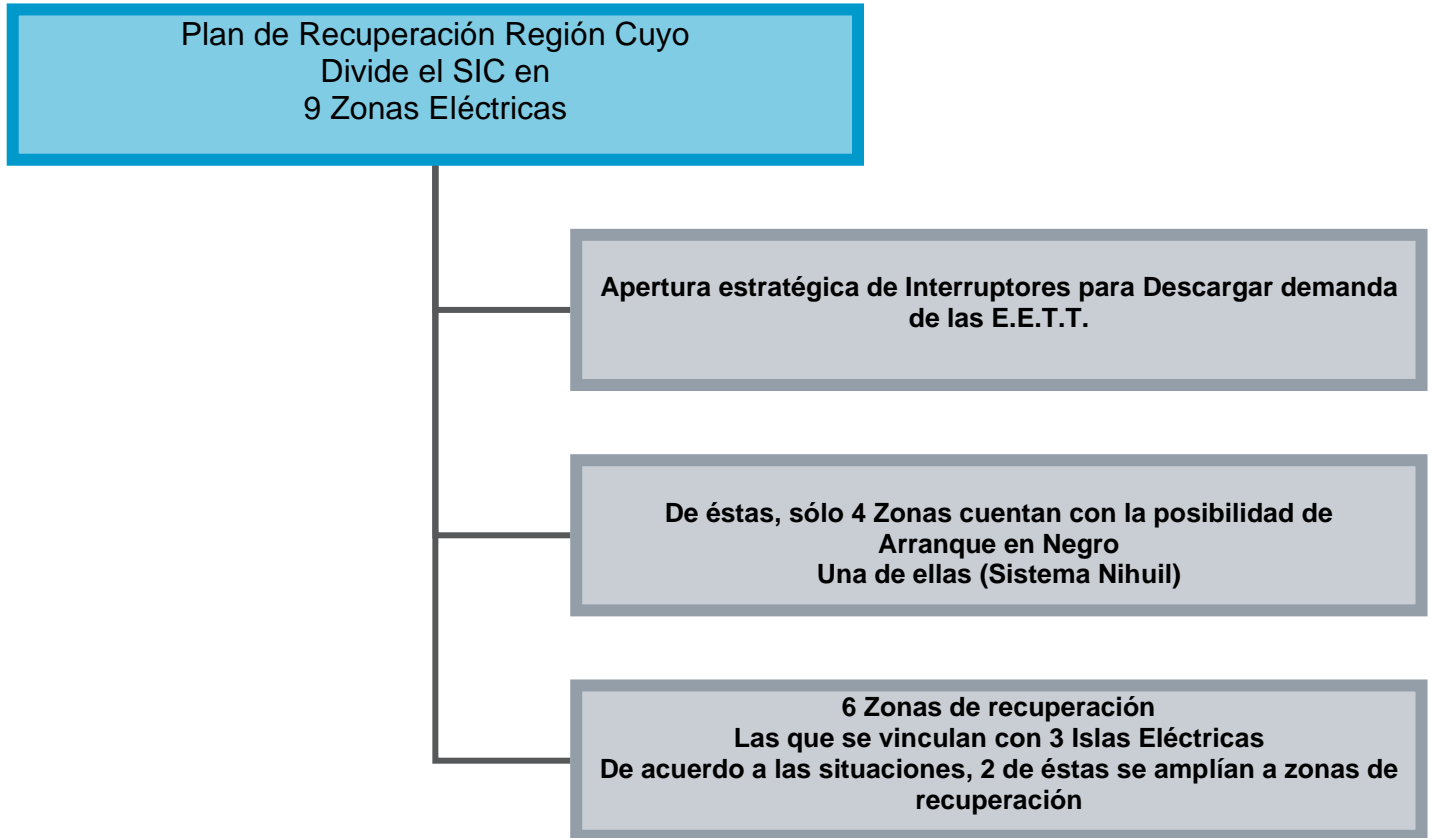 Plan de Recuperación Región Cuyo
Divide el SIC en
9 Zonas Eléctricas
Apertura estratégica de Interruptores para Descargar demanda
de las E.E.T.T.
De éstas, sólo 4 Zonas cuentan con la posibilidad de
Arranque en Negro
Una de ellas (Sistema Nihuil)
6 Zonas de recuperación
Las que se vinculan con 3 Islas Eléctricas
De acuerdo a las situaciones, 2 de éstas se amplían a zonas de
recuperación